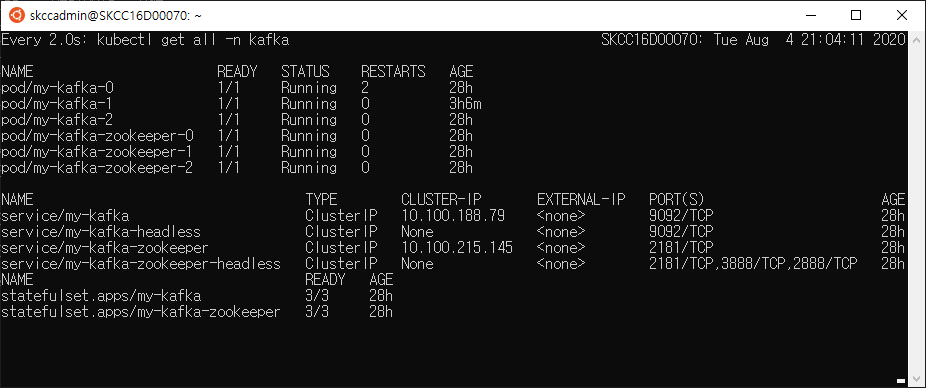 skccadmin@SKCC16D00070: ~
Every 2.0s: kubectl get all -n kafka SKCC16D00070: Tue Aug  4 21:04:11 2020
NAME READY STATUS RESTARTS AGE
pod/my-kafka-0 1/1 Running 2 28h
pod/my-kafka-1 1/1 Running 0 3h6m
pod/my-kafka-2 1/1 Running 0 28h
pod/my-kafka-zookeeper-0 1/1 Running 0 28h
pod/my-kafka-zookeeper-1 1/1 Running 0 28h
pod/my-kafka-zookeeper-2 1/1 Running 0 28h
NAME TYPE CLUSTER-IP EXTERNAL-IP PORT(S) AGE
service/my-kafka ClusterIP 10.100.188.79 <none> 9092/TCP 28h
service/my-kafka-headless ClusterIP None <none> 9092/TCP 28h
service/my-kafka-zookeeper ClusterIP 10.100.215.145 <none> 2181/TCP 28h
service/my-kafka-zookeeper-headless ClusterIP None <none> 2181/TCP,3888/TCP,2888/TCP 28h
NAME READY AGE
statefulset.apps/my-kafka 3/3 28h
statefulset.apps/my-kafka-zookeeper 3/3 28h